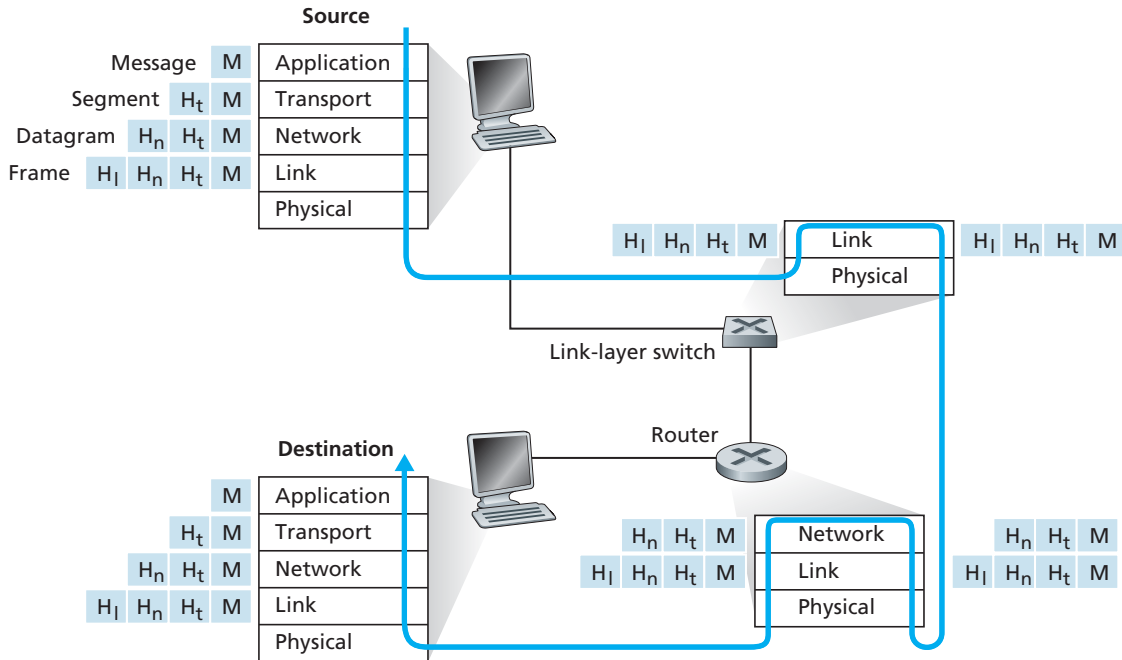 Source
Message M Application
Segment Ht M Transport
Datagram Hn Ht M Network
Frame Hl Hn Ht M Link
Physical
Hl Hn Ht M Link Hl Hn Ht M
Physical
Link-layer switch
Router
Destination
M Application
Ht M Transport
Hn Ht M Network
Hl Hn Ht M Link
Physical
Hn Ht M Network Hn Ht M
Hl Hn Ht M Link Hl Hn Ht M
Physical